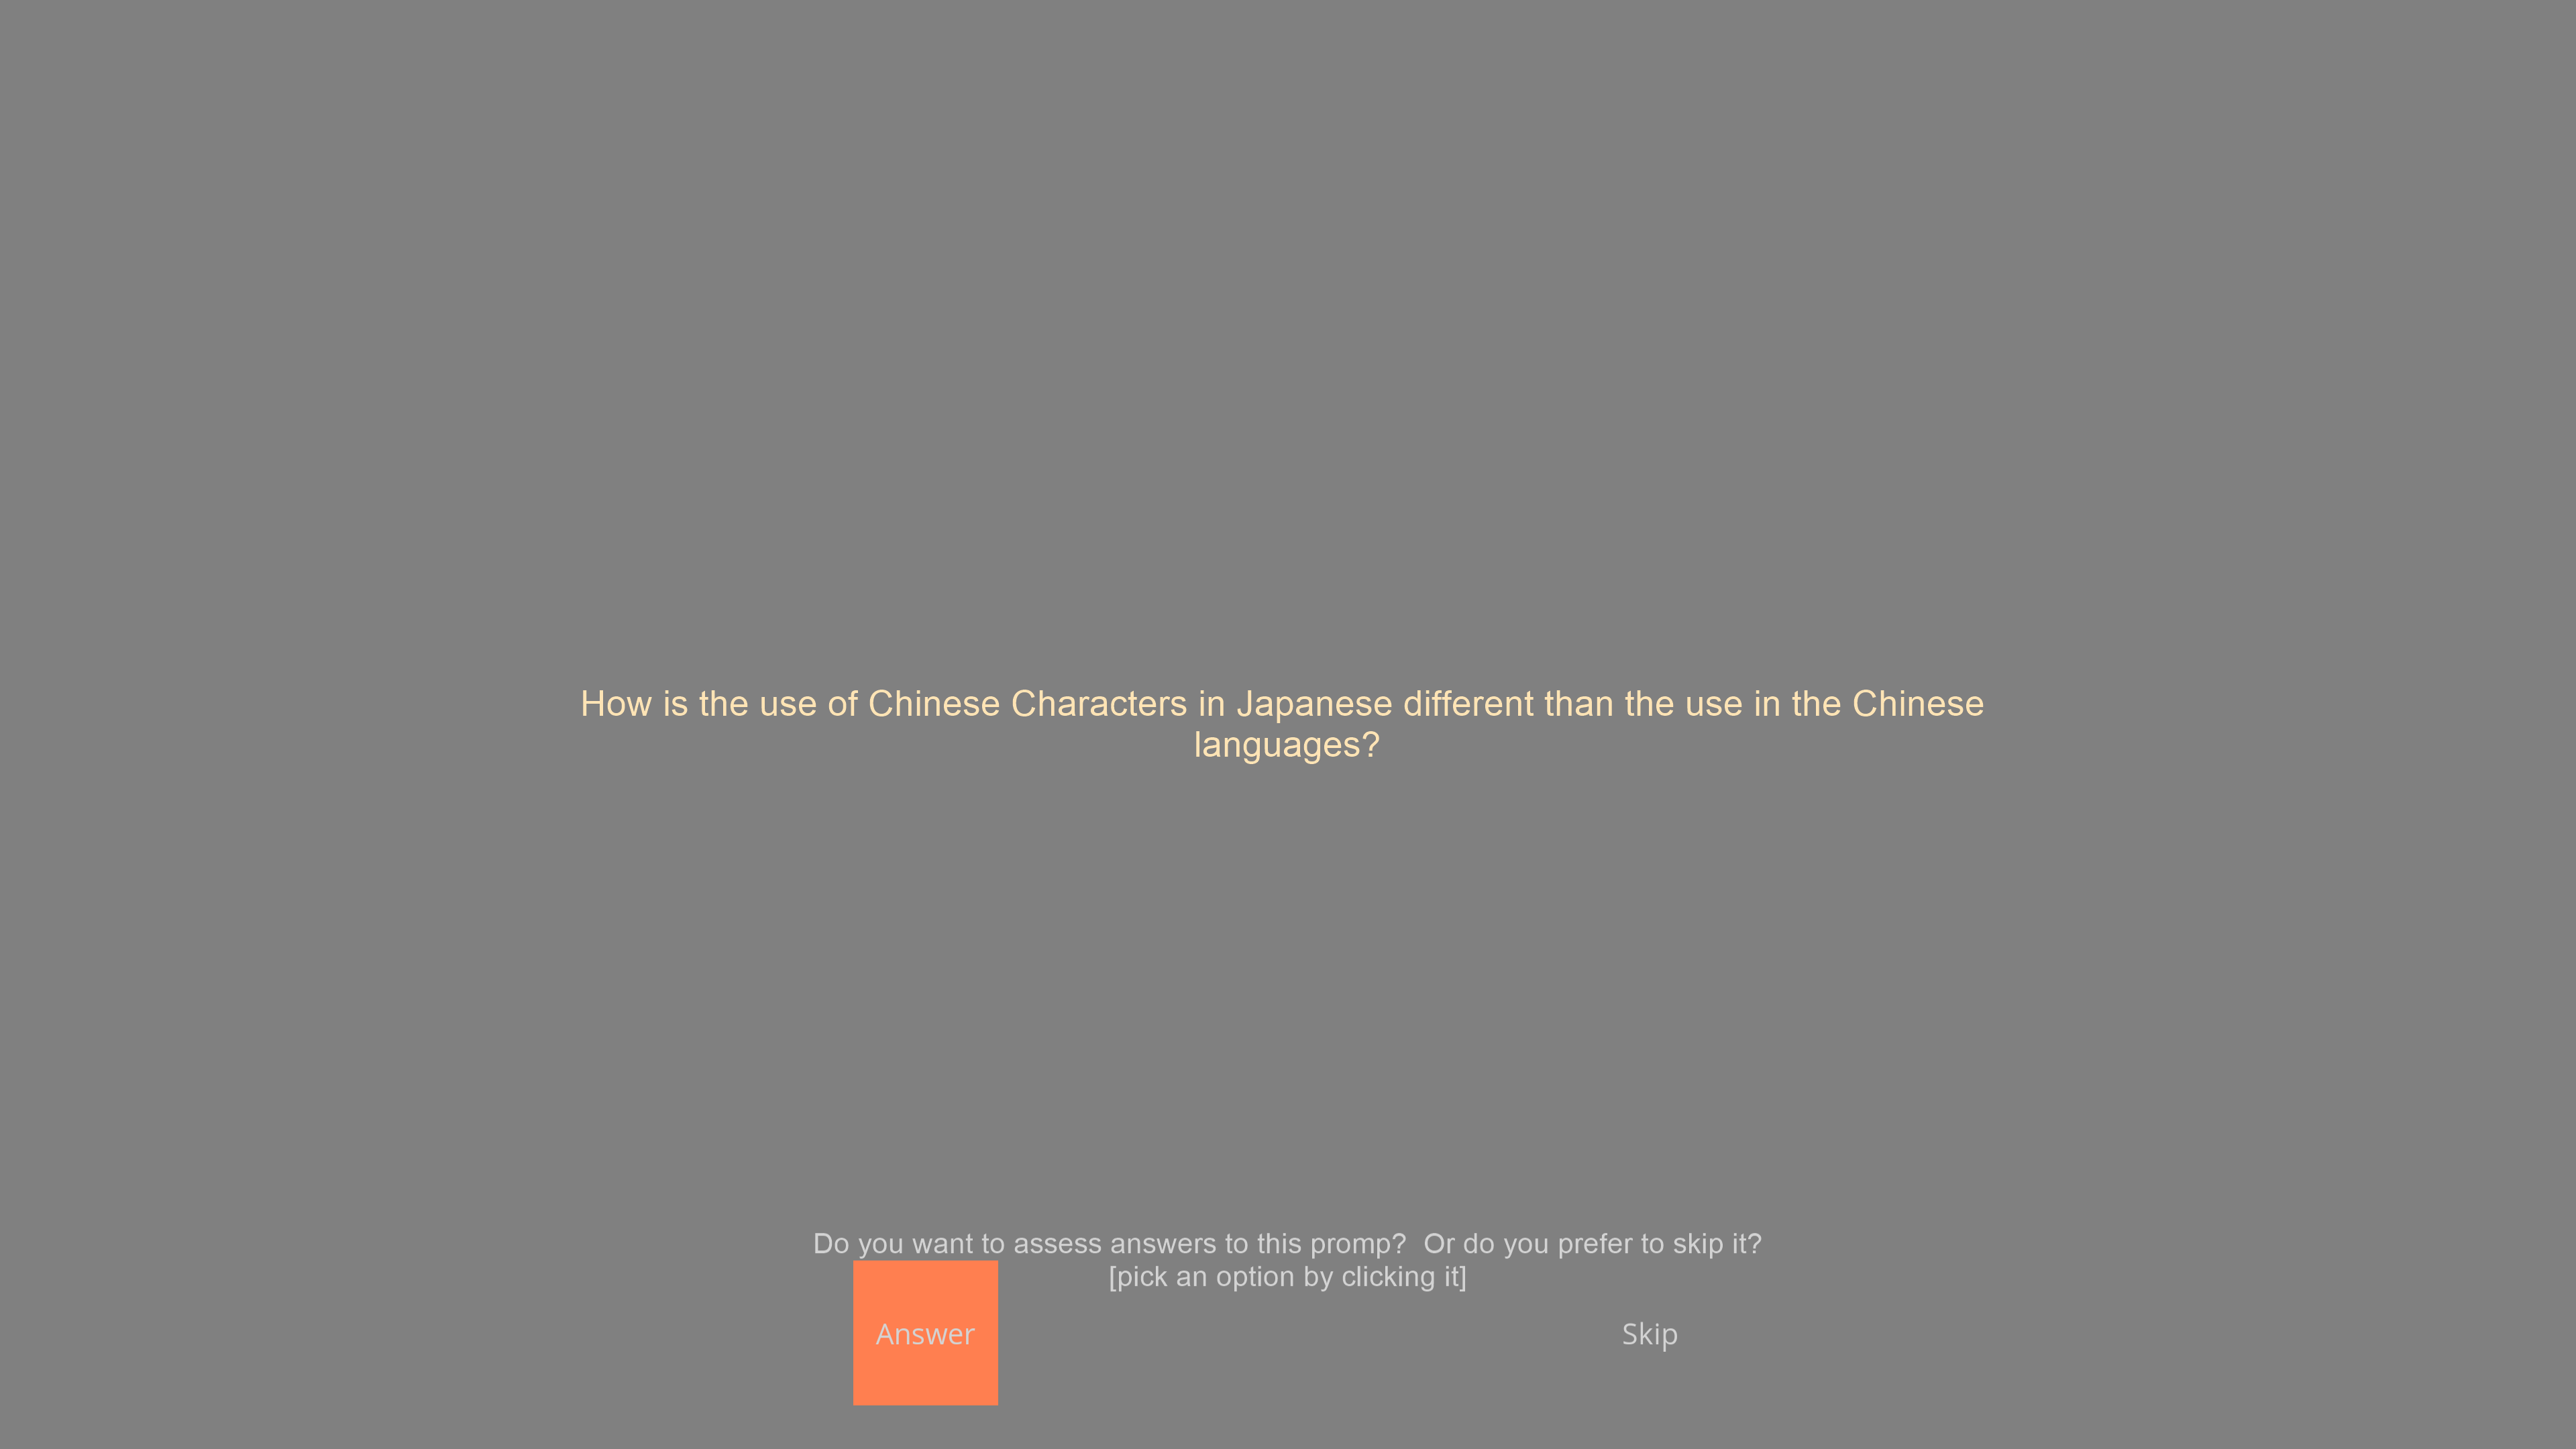 How is the use of Chinese Characters in Japanese different than the use in the Chinese
languages?
Do you want to assess answers to this promp?  Or do you prefer to skip it?
[pick an option by clicking it]
Answer
Skip